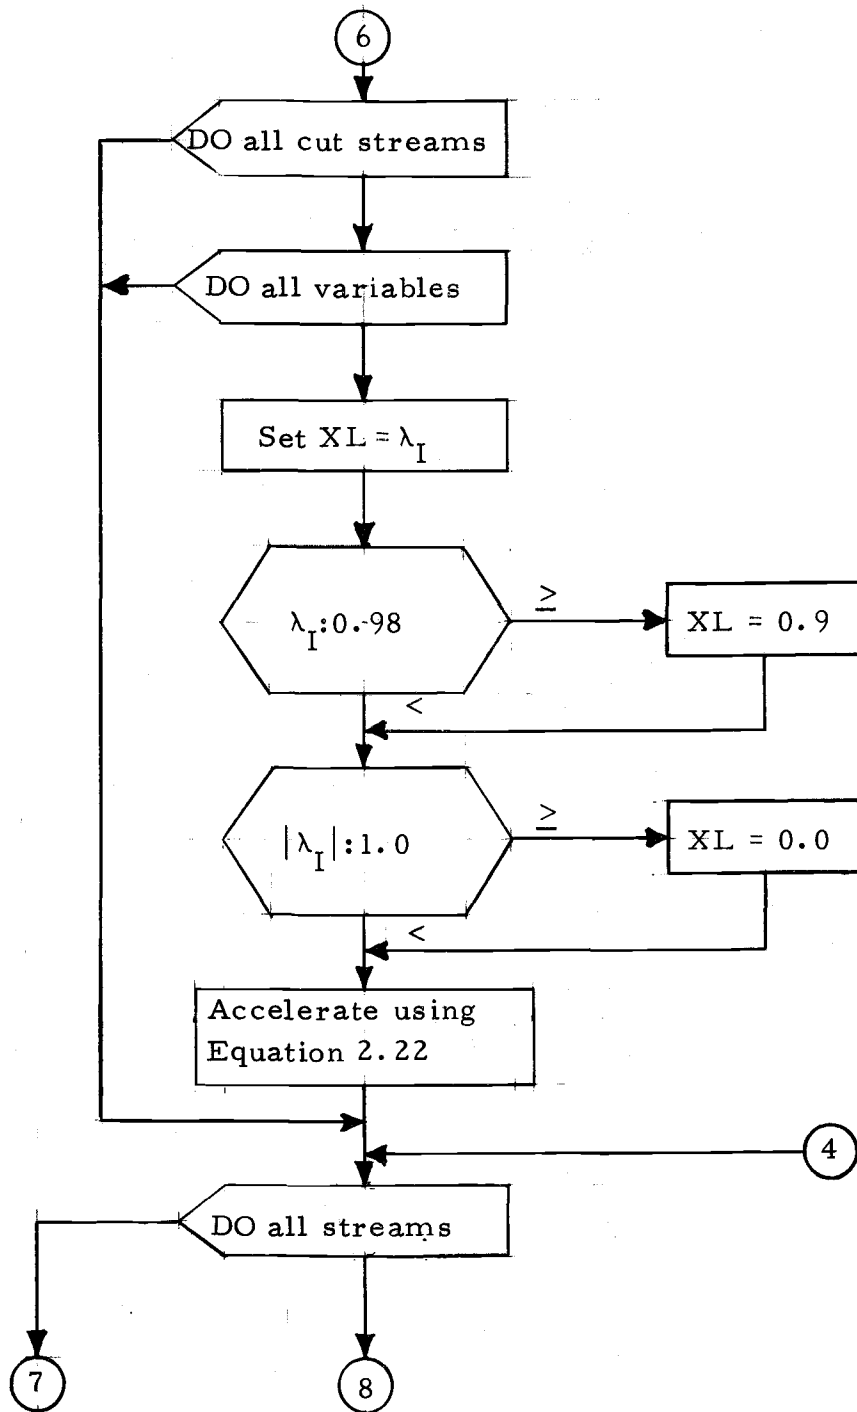 6
DO all cut streams
DO all variables
Set XL = λI
λI:0.98
≥
XL = 0.9
<
|λI|:1.0
≥
XL = 0.0
<
Accelerate using
Equation 2.22
4
DO all streams
7
8